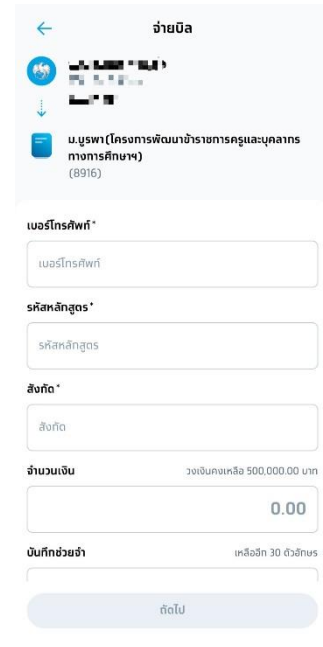 จ่ายบิล
ม.บูรพา(โครงการพัฒนาข้าราชการครูและบุคลากร
ทางการศึกษาฯ)
(8916)
เบอร์โทรศัพท์*
เบอร์โทรศัพท์
รหัสหลักสูตร*
รหัสหลักสูตร
สังกัด*
สังกัด
จำนวนเงิน วงเงินคงเหลือ 500,000.00 บาท
0.00
บันทึกช่วยจำ เหลืออีก 30 ตัวอักษร
ถัดไป